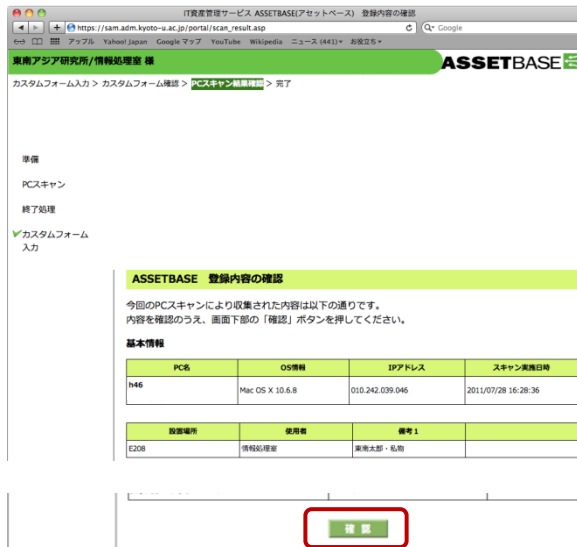 IT資産管理サービス ASSETBASE(アセットベース) 登録内容の確認
https://sam.adm.kyoto-u.ac.jp/portal/scan_result.asp
Google
アップル Yahoo! Japan Google マップ YouTube Wikipedia ニュース (441) お役立ち
東南アジア研究所/情報処理室 様
ASSETBASE
カスタムフォーム入力 > カスタムフォーム確認 > PCスキャン結果確認 > 完了
準備
PCスキャン
終了処理
カスタムフォーム
入力
ASSETBASE 登録内容の確認
今回のPCスキャンにより収集された内容は以下の通りです。
内容を確認のうえ、画面下部の「確認」ボタンを押してください。
基本情報
PC名 OS情報 IPアドレス スキャン実施日時
h46 Mac OS X 10.6.8 010.242.039.046 2011/07/28 16:28:36
設置場所 使用者 備考1
E208 情報処理室 東南太郎・私物
確認